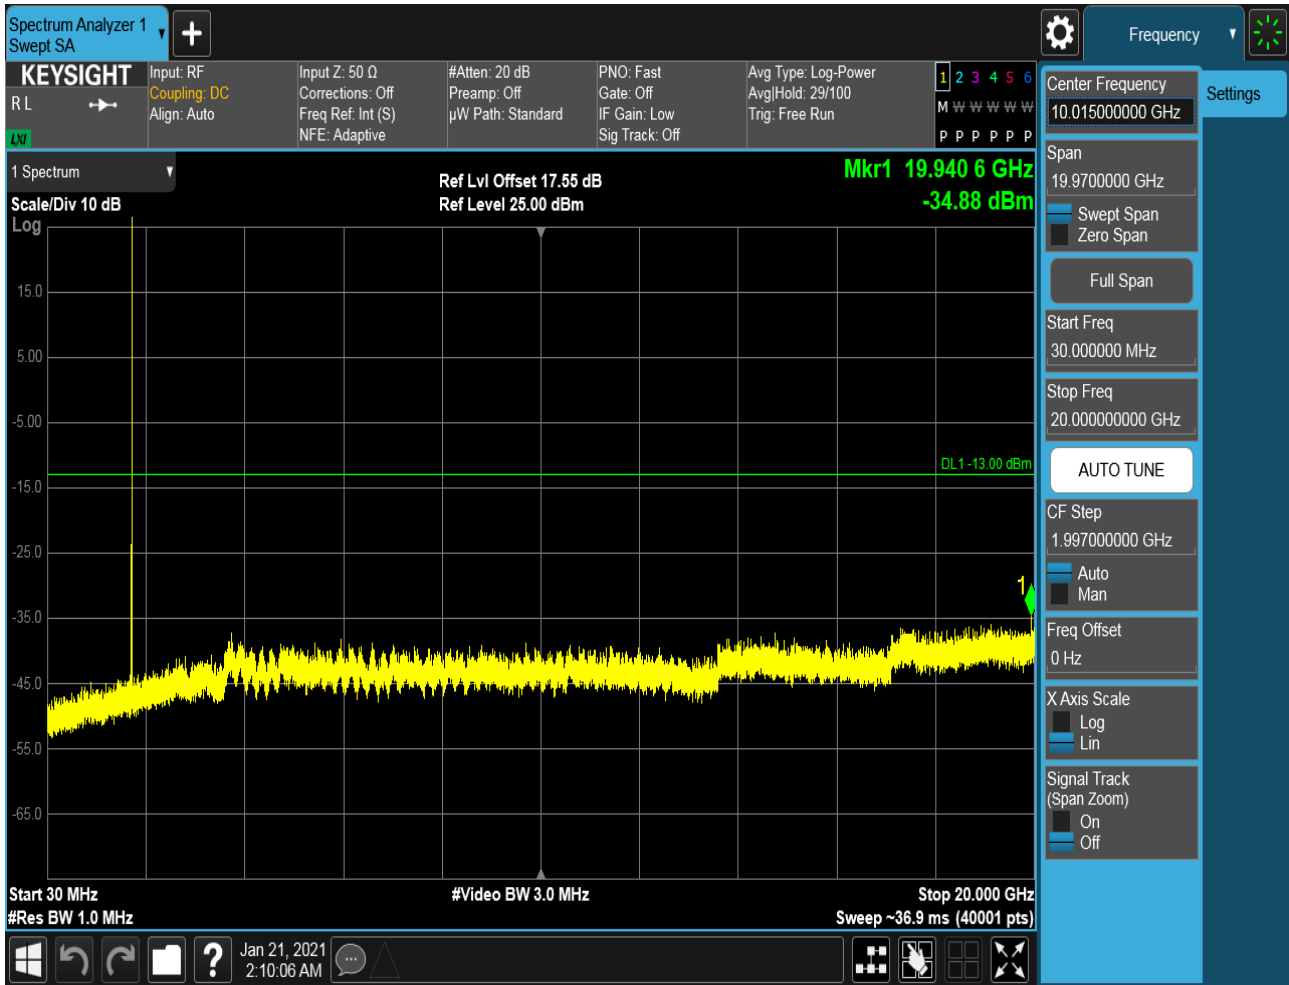 Spectrum Analyzer 1
Swept SA
Frequency
KEYSIGHT
R L
LXI
Input: RF
Coupling: DC
Align: Auto
Input Z: 50 Ω
Corrections: Off
Freq Ref: Int (S)
NFE: Adaptive
#Atten: 20 dB
Preamp: Off
µW Path: Standard
PNO: Fast
Gate: Off
IF Gain: Low
Sig Track: Off
Avg Type: Log-Power
Avg|Hold: 29/100
Trig: Free Run
1 2 3 4 5 6
M W W W W W
P P P P P P
1 Spectrum
Scale/Div 10 dB
Log
Ref Lvl Offset 17.55 dB
Ref Level 25.00 dBm
Mkr1 19.940 6 GHz
-34.88 dBm
15.0
5.00
-5.00
-15.0
-25.0
-35.0
-45.0
-55.0
-65.0
DL1 -13.00 dBm
1
Start 30 MHz
#Res BW 1.0 MHz
#Video BW 3.0 MHz
Stop 20.000 GHz
Sweep ~36.9 ms (40001 pts)
Center Frequency
10.015000000 GHz
Settings
Span
19.9700000 GHz
Swept Span
Zero Span
Full Span
Start Freq
30.000000 MHz
Stop Freq
20.000000000 GHz
AUTO TUNE
CF Step
1.997000000 GHz
Auto
Man
Freq Offset
0 Hz
X Axis Scale
Log
Lin
Signal Track
(Span Zoom)
On
Off
?
Jan 21, 2021
2:10:06 AM